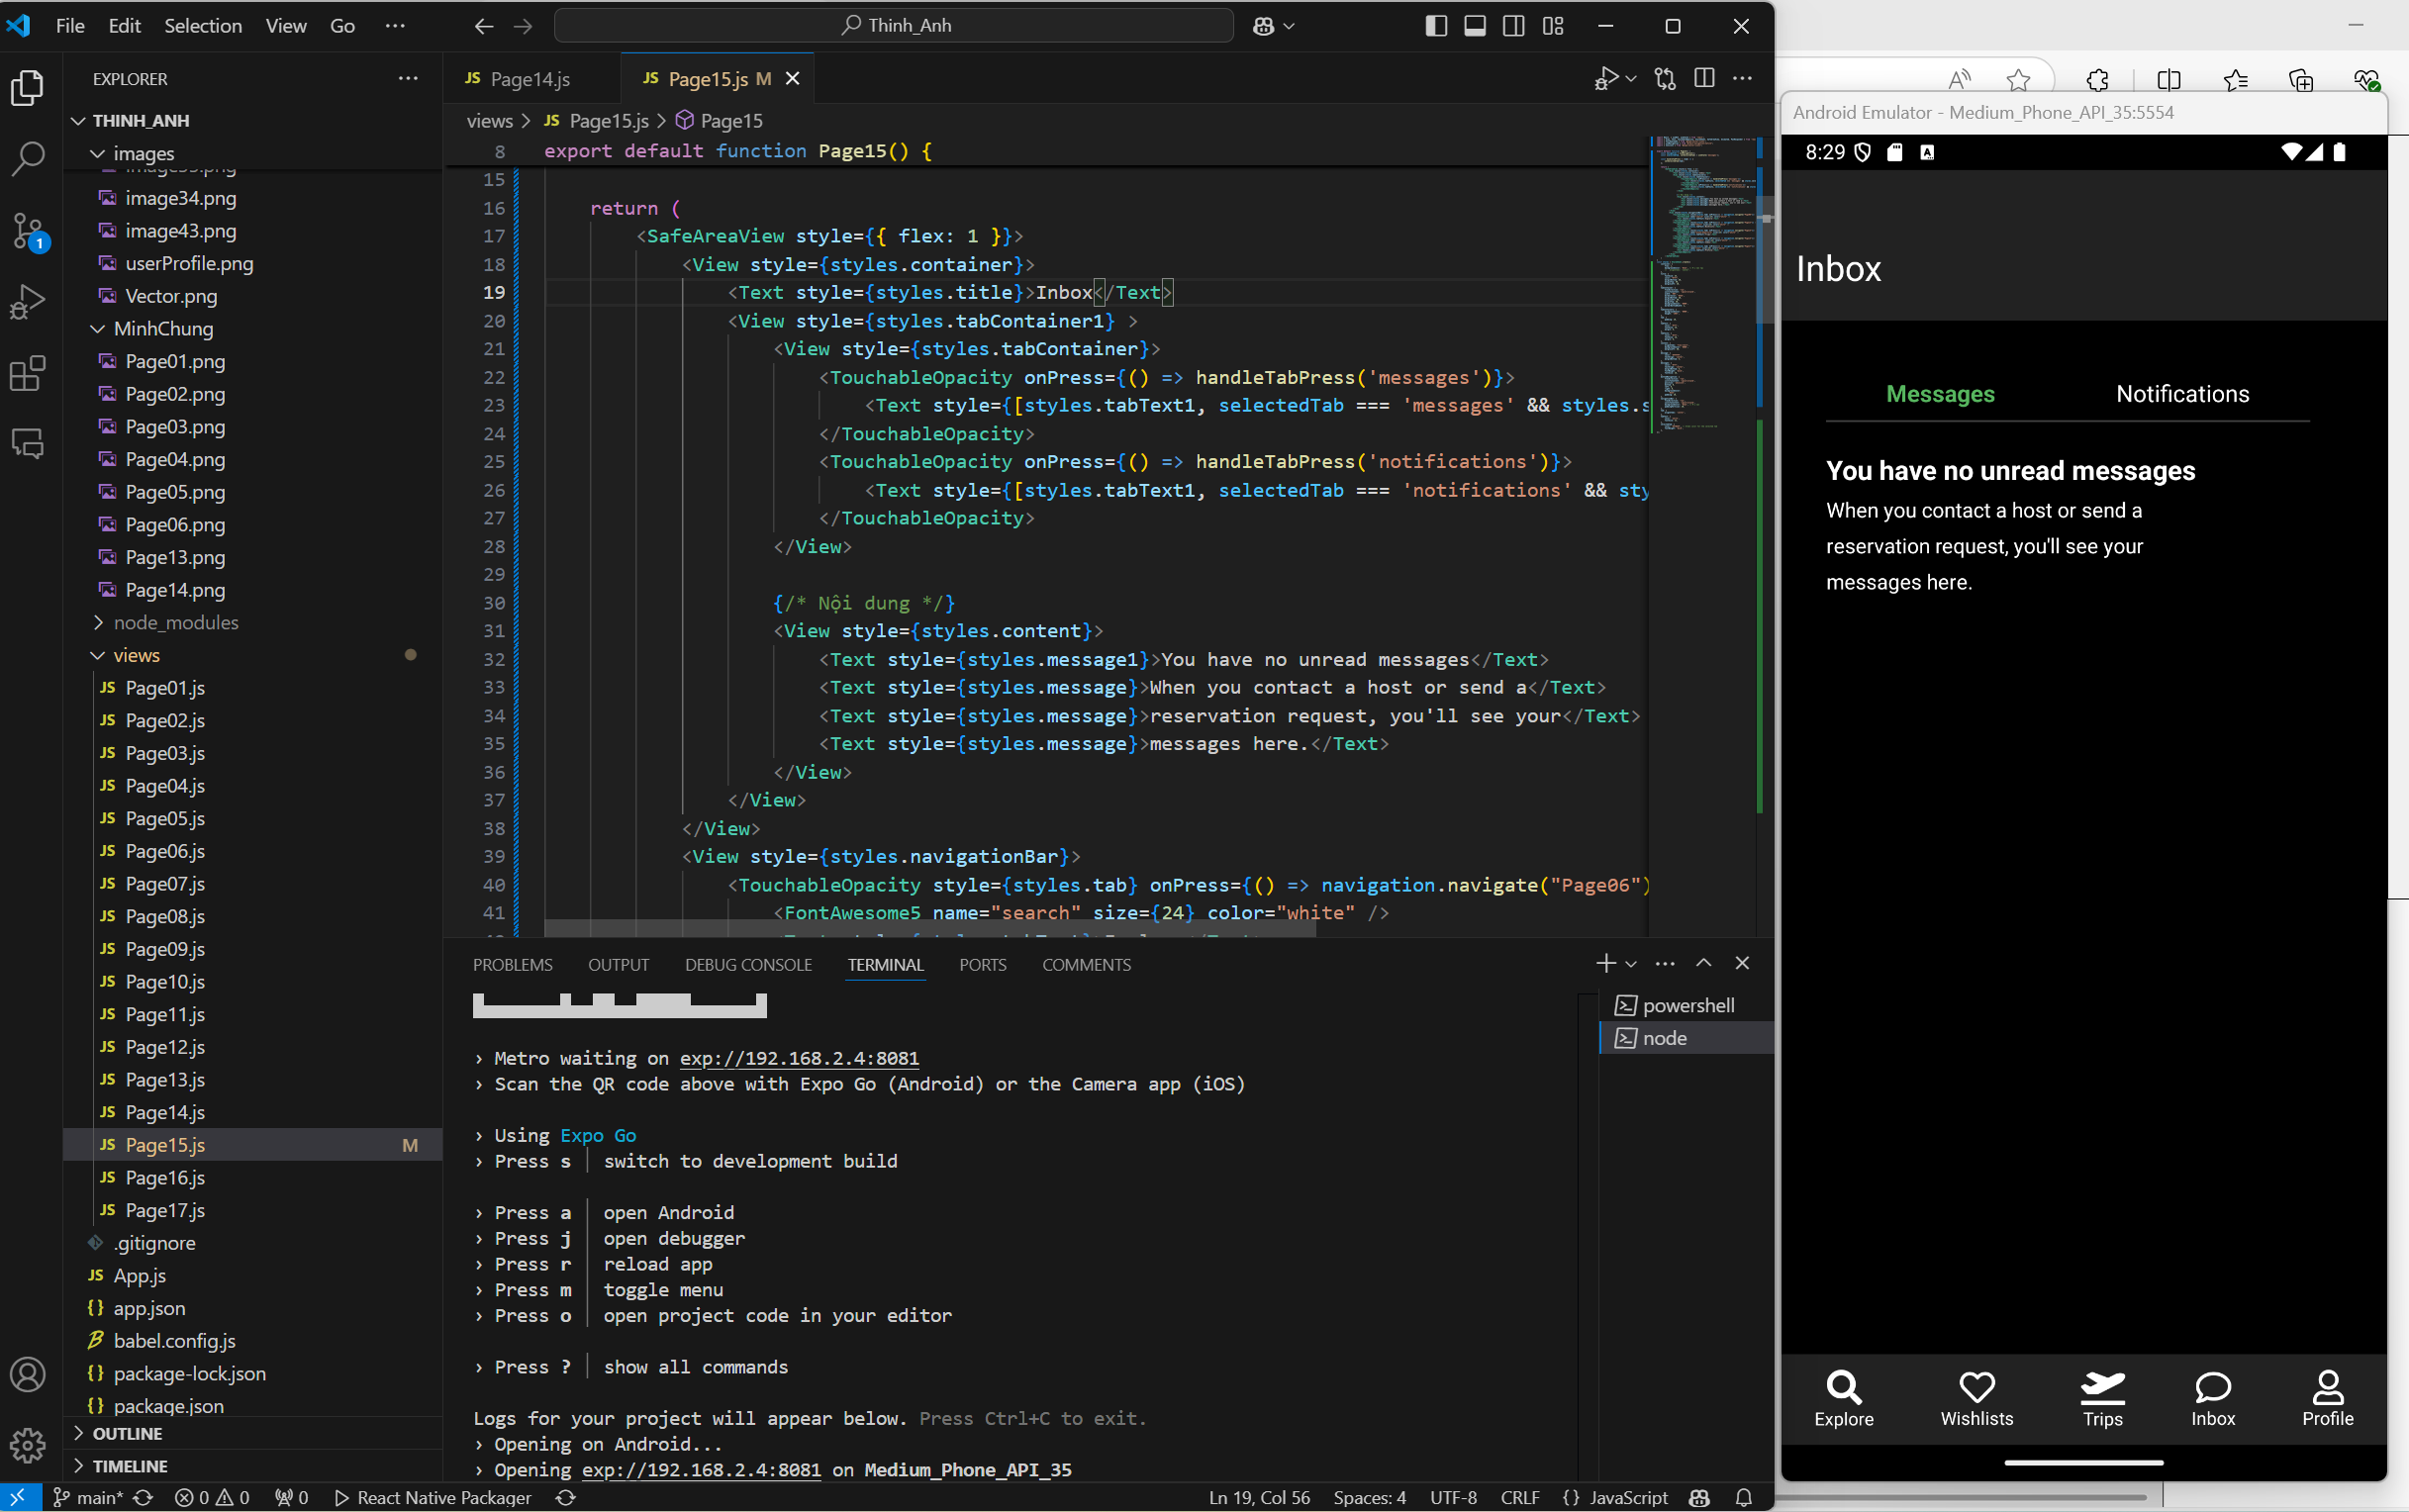 File Edit Selection View Go ···
Thinh_Anh
EXPLORER
THINH_ANH
images
image34.png
image43.png
userProfile.png
Vector.png
MinhChung
Page01.png
Page02.png
Page03.png
Page04.png
Page05.png
Page06.png
Page13.png
Page14.png
node_modules
views
Page01.js
Page02.js
Page03.js
Page04.js
Page05.js
Page06.js
Page07.js
Page08.js
Page09.js
Page10.js
Page11.js
Page12.js
Page13.js
Page14.js
Page15.js M
Page16.js
Page17.js
.gitignore
App.js
app.json
babel.config.js
package-lock.json
package.json
OUTLINE
TIMELINE
JS Page14.js JS Page15.js M
views > JS Page15.js > Page15
8 export default function Page15() {
15
16 return (
17 <SafeAreaView style={{ flex: 1 }}>
18 <View style={styles.container}>
19 <Text style={styles.title}>Inbox</Text>
20 <View style={styles.tabContainer1} >
21 <View style={styles.tabContainer}>
22 <TouchableOpacity onPress={() => handleTabPress('messages')}>
23 <Text style={[styles.tabText1, selectedTab === 'messages' && styles.s
24 </TouchableOpacity>
25 <TouchableOpacity onPress={() => handleTabPress('notifications')}>
26 <Text style={[styles.tabText1, selectedTab === 'notifications' && sty
27 </TouchableOpacity>
28 </View>
29
30 {/* Nội dung */}
31 <View style={styles.content}>
32 <Text style={styles.message1}>You have no unread messages</Text>
33 <Text style={styles.message}>When you contact a host or send a</Text>
34 <Text style={styles.message}>reservation request, you'll see your</Text>
35 <Text style={styles.message}>messages here.</Text>
36 </View>
37 </View>
38 </View>
39 <View style={styles.navigationBar}>
40 <TouchableOpacity style={styles.tab} onPress={() => navigation.navigate("Page06")
41 <FontAwesome5 name="search" size={24} color="white" />
PROBLEMS OUTPUT DEBUG CONSOLE TERMINAL PORTS COMMENTS
powershell
node
› Metro waiting on exp://192.168.2.4:8081
› Scan the QR code above with Expo Go (Android) or the Camera app (iOS)
› Using Expo Go
› Press s │ switch to development build
› Press a │ open Android
› Press j │ open debugger
› Press r │ reload app
› Press m │ toggle menu
› Press o │ open project code in your editor
› Press ? │ show all commands
Logs for your project will appear below. Press Ctrl+C to exit.
› Opening on Android...
› Opening exp://192.168.2.4:8081 on Medium_Phone_API_35
main* 0 0 0 React Native Packager
Ln 19, Col 56 Spaces: 4 UTF-8 CRLF {} JavaScript
Android Emulator - Medium_Phone_API_35:5554
8:29
Inbox
Messages Notifications
You have no unread messages
When you contact a host or send a
reservation request, you'll see your
messages here.
Explore Wishlists Trips Inbox Profile